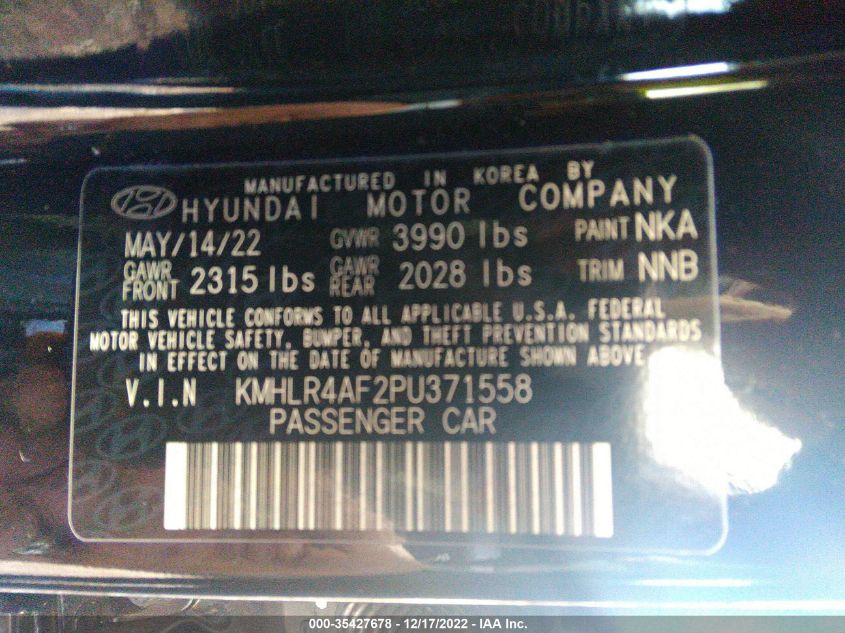 COMPANY
MANUFACTURED IN KOREA BY
HYUNDAI MOTOR COMPANY
MAY/14/22 GVWR 3990 lbs PAINT NKA
GAWR FRONT 2315 lbs GAWR REAR 2028 lbs TRIM NNB
THIS VEHICLE CONFORMS TO ALL APPLICABLE U.S.A. FEDERAL
MOTOR VEHICLE SAFETY, BUMPER, AND THEFT PREVENTION STANDARDS
IN EFFECT ON THE DATE OF MANUFACTURE SHOWN ABOVE
V.I.N KMHLR4AF2PU371558
PASSENGER CAR
000-35427678 - 12/17/2022 - IAA Inc.